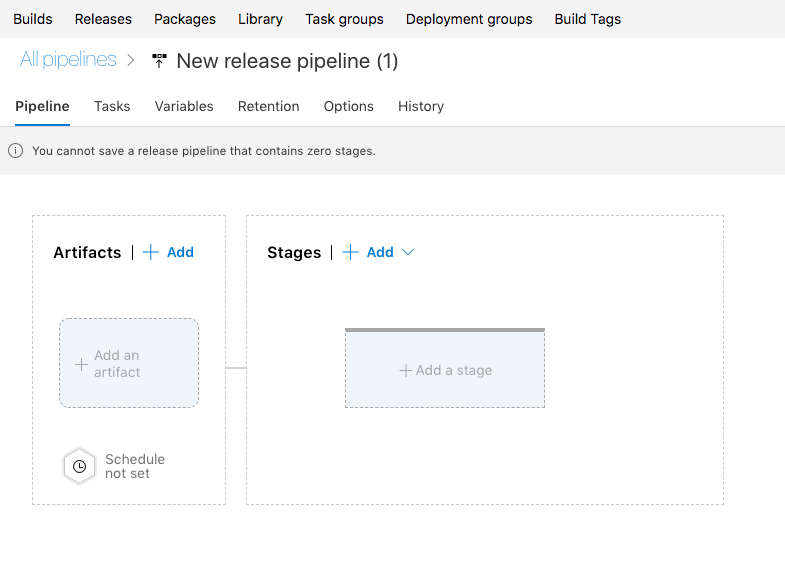 Builds Releases Packages Library Task groups Deployment groups Build Tags
All pipelines > New release pipeline (1)
Pipeline Tasks Variables Retention Options History
You cannot save a release pipeline that contains zero stages.
Artifacts | + Add
Stages | + Add
+ Add an
artifact
+ Add a stage
Schedule
not set